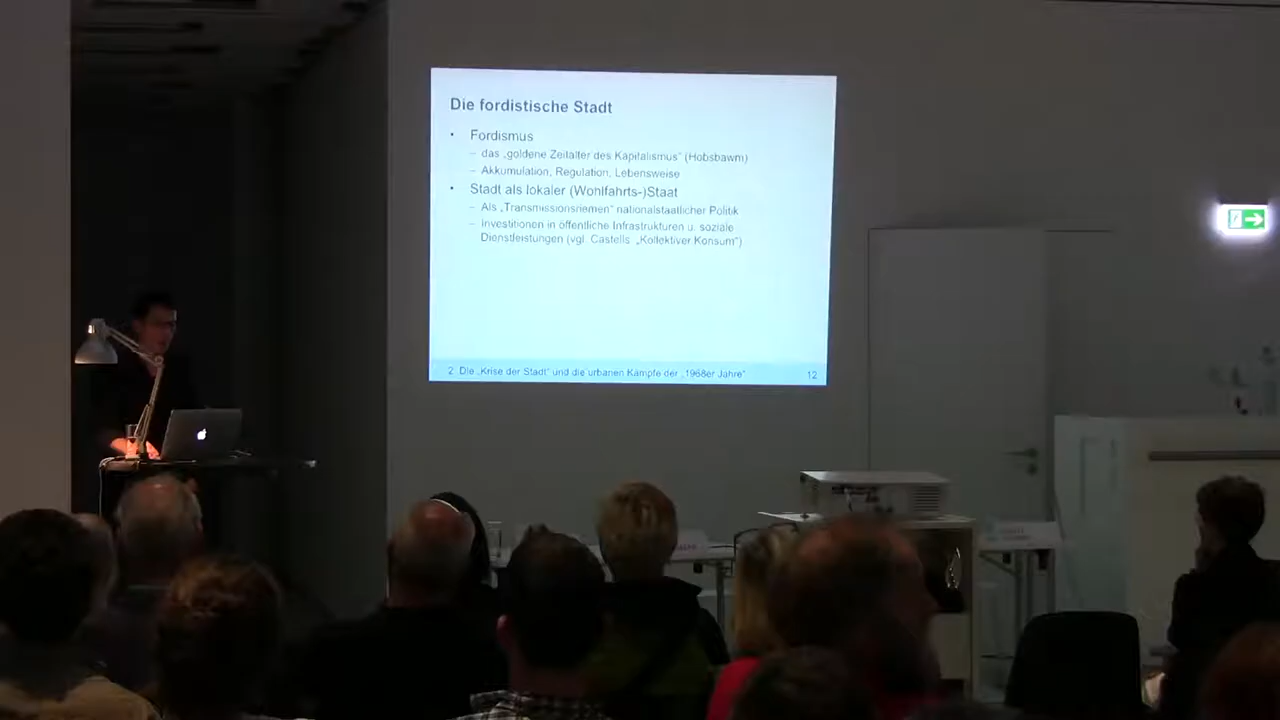 Die fordistische Stadt
• Fordismus
– das „goldene Zeitalter des Kapitalismus“ (Hobsbawm)
– Akkumulation, Regulation, Lebensweise
• Stadt als lokaler (Wohlfahrts-)Staat
– Als „Transmissionsriemen“ nationalstaatlicher Politik
– Investitionen in öffentliche Infrastrukturen u. soziale
Dienstleistungen (vgl. Castells „Kollektiver Konsum“)
2. Die „Krise der Stadt“ und die urbanen Kämpfe der „1968er Jahre“ 12